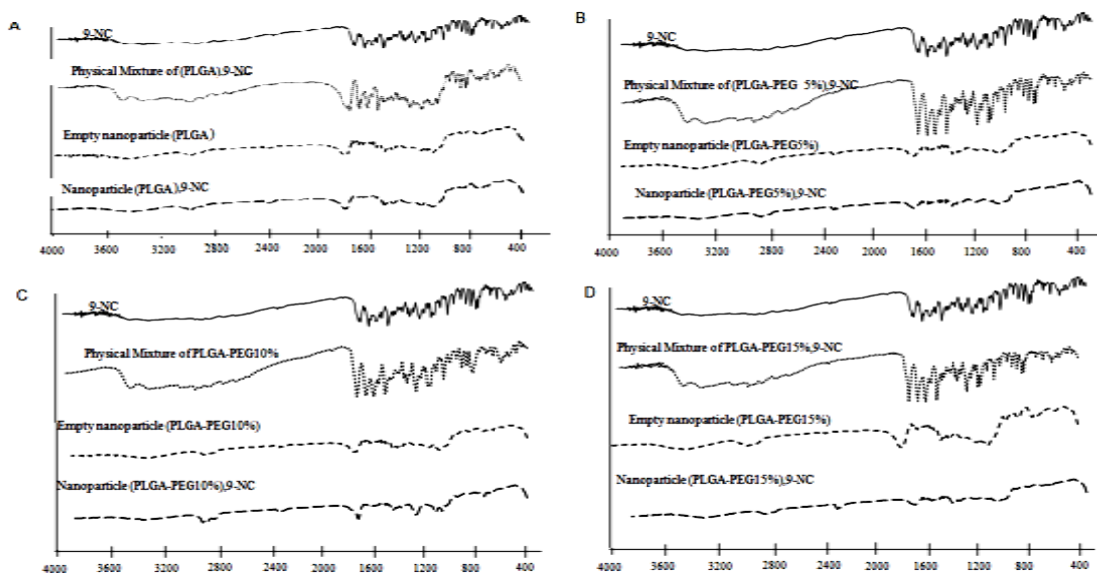 A
9-NC
Physical Mixture of (PLGA),9-NC
Empty nanoparticle (PLGA)
Nanoparticle (PLGA),9-NC
4000 3600 3200 2800 2400 2000 1600 1200 800 400
B
9-NC
Physical Mixture of (PLGA-PEG 5%),9-NC
Empty nanoparticle (PLGA-PEG5%)
Nanoparticle (PLGA-PEG5%),9-NC
4000 3600 3200 2800 2400 2000 1600 1200 800 400
C
9-NC
Physical Mixture of PLGA-PEG10%
Empty nanoparticle (PLGA-PEG10%)
Nanoparticle (PLGA-PEG10%),9-NC
4000 3600 3200 2800 2400 2000 1600 1200 800 400
D
9-NC
Physical Mixture of PLGA-PEG15%,9-NC
Empty nanoparticle (PLGA-PEG15%)
Nanoparticle (PLGA-PEG15%),9-NC
4000 3600 3200 2800 2400 2000 1600 1200 800 400